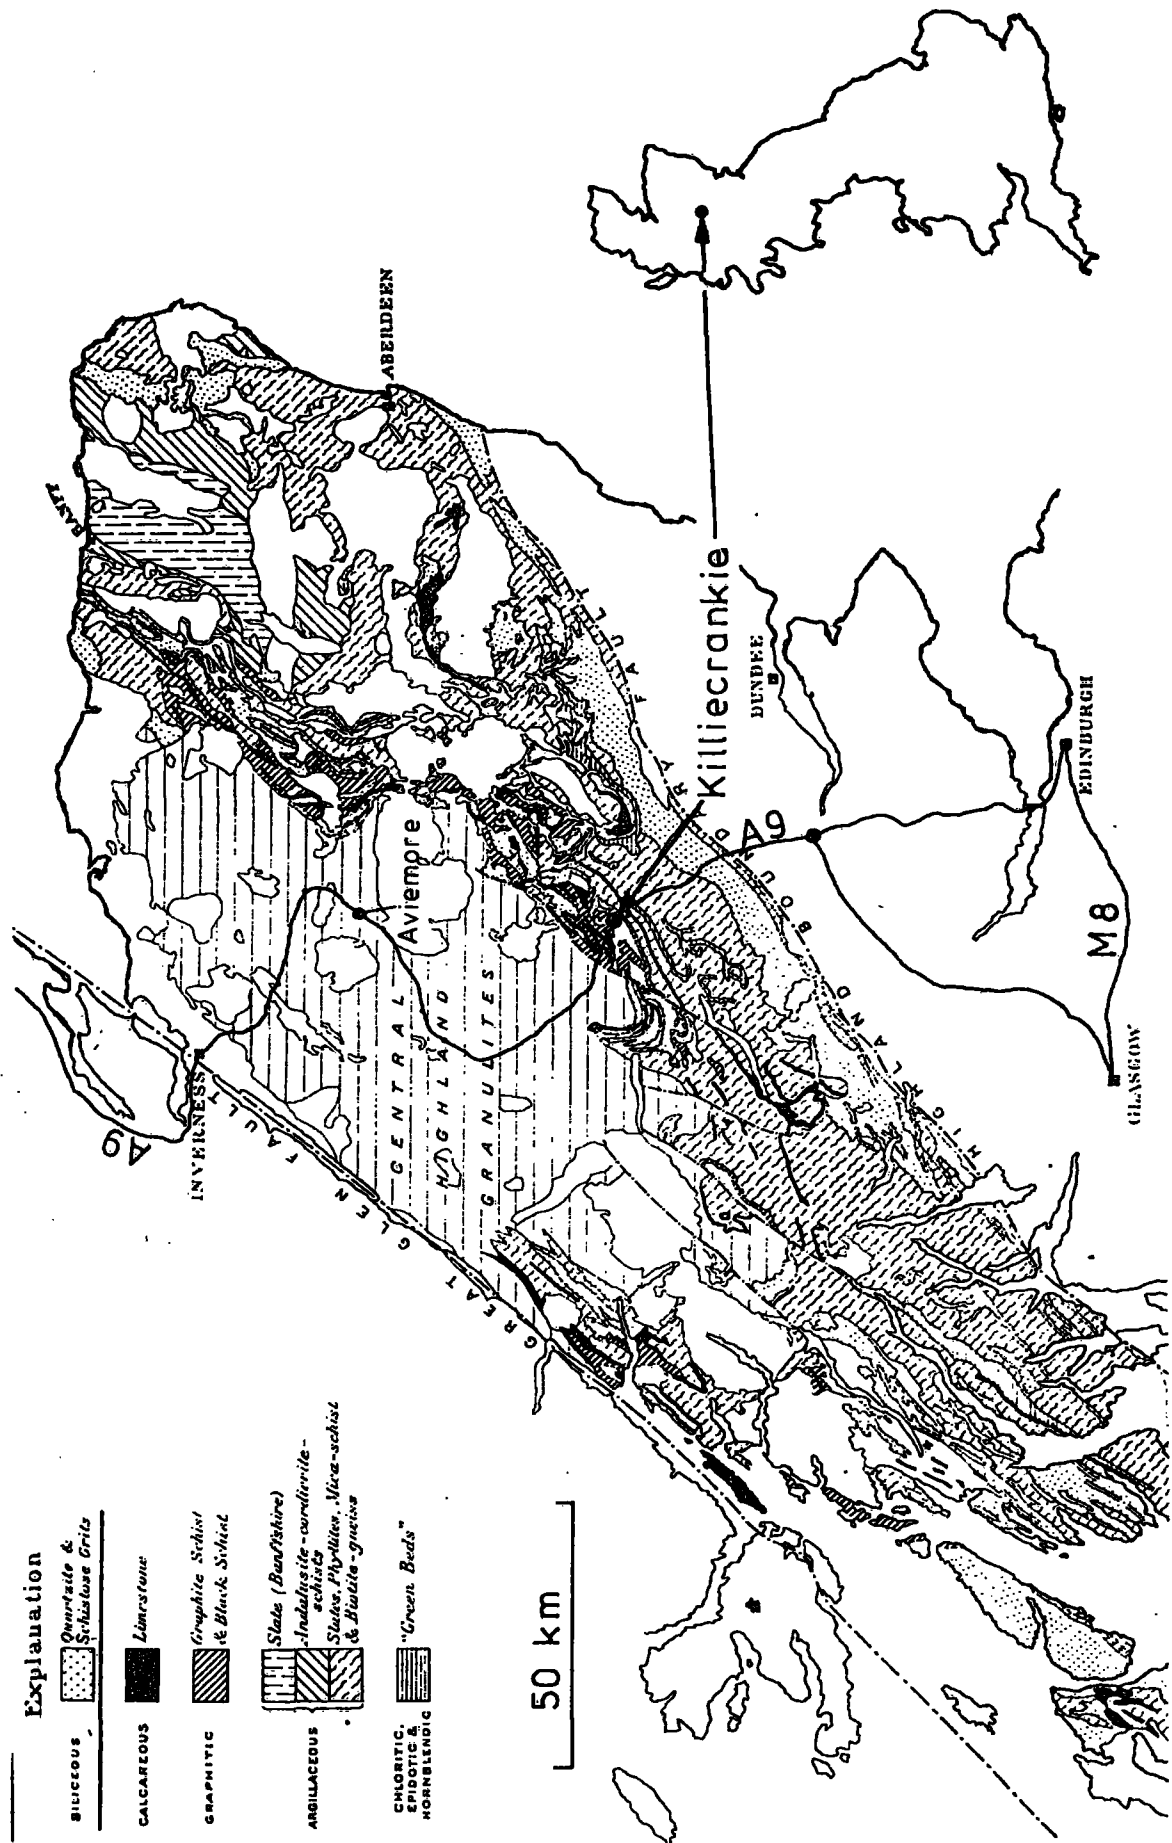 Explanation
SILICEOUS
Quartzite &
Schistose Grits
CALCAREOUS
Limestone
GRAPHITIC
Graphite Schist
& Black Schist
ARGILLACEOUS
Slate (Banffshire)
Andalusite-cordierite-
schists
Slates, Phyllites, Mica-schist
& Biotite-gneiss
CHLORITIC,
EPIDOTIC &
HORNBLENDIC
"Green Beds"
50 km
GREAT GLEN FAULT
INVERNESS
A9
BANFF
ABERDEEN
CENTRAL
HIGHLAND
GRANULITES
Aviemore
HIGHLAND BOUNDARY FAULT
Killiecrankie
A9
DUNDEE
EDINBURGH
M8
GLASGOW